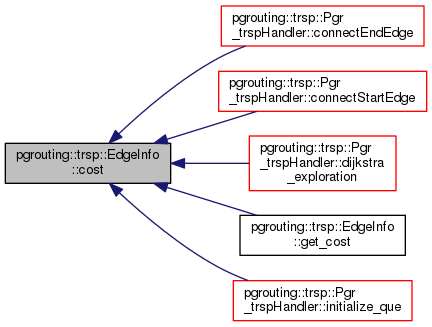 pgrouting::trsp::Pgr
_trspHandler::connectEndEdge
pgrouting::trsp::Pgr
_trspHandler::connectStartEdge
pgrouting::trsp::EdgeInfo
::cost
pgrouting::trsp::Pgr
_trspHandler::dijkstra
_exploration
pgrouting::trsp::EdgeInfo
::get_cost
pgrouting::trsp::Pgr
_trspHandler::initialize_que